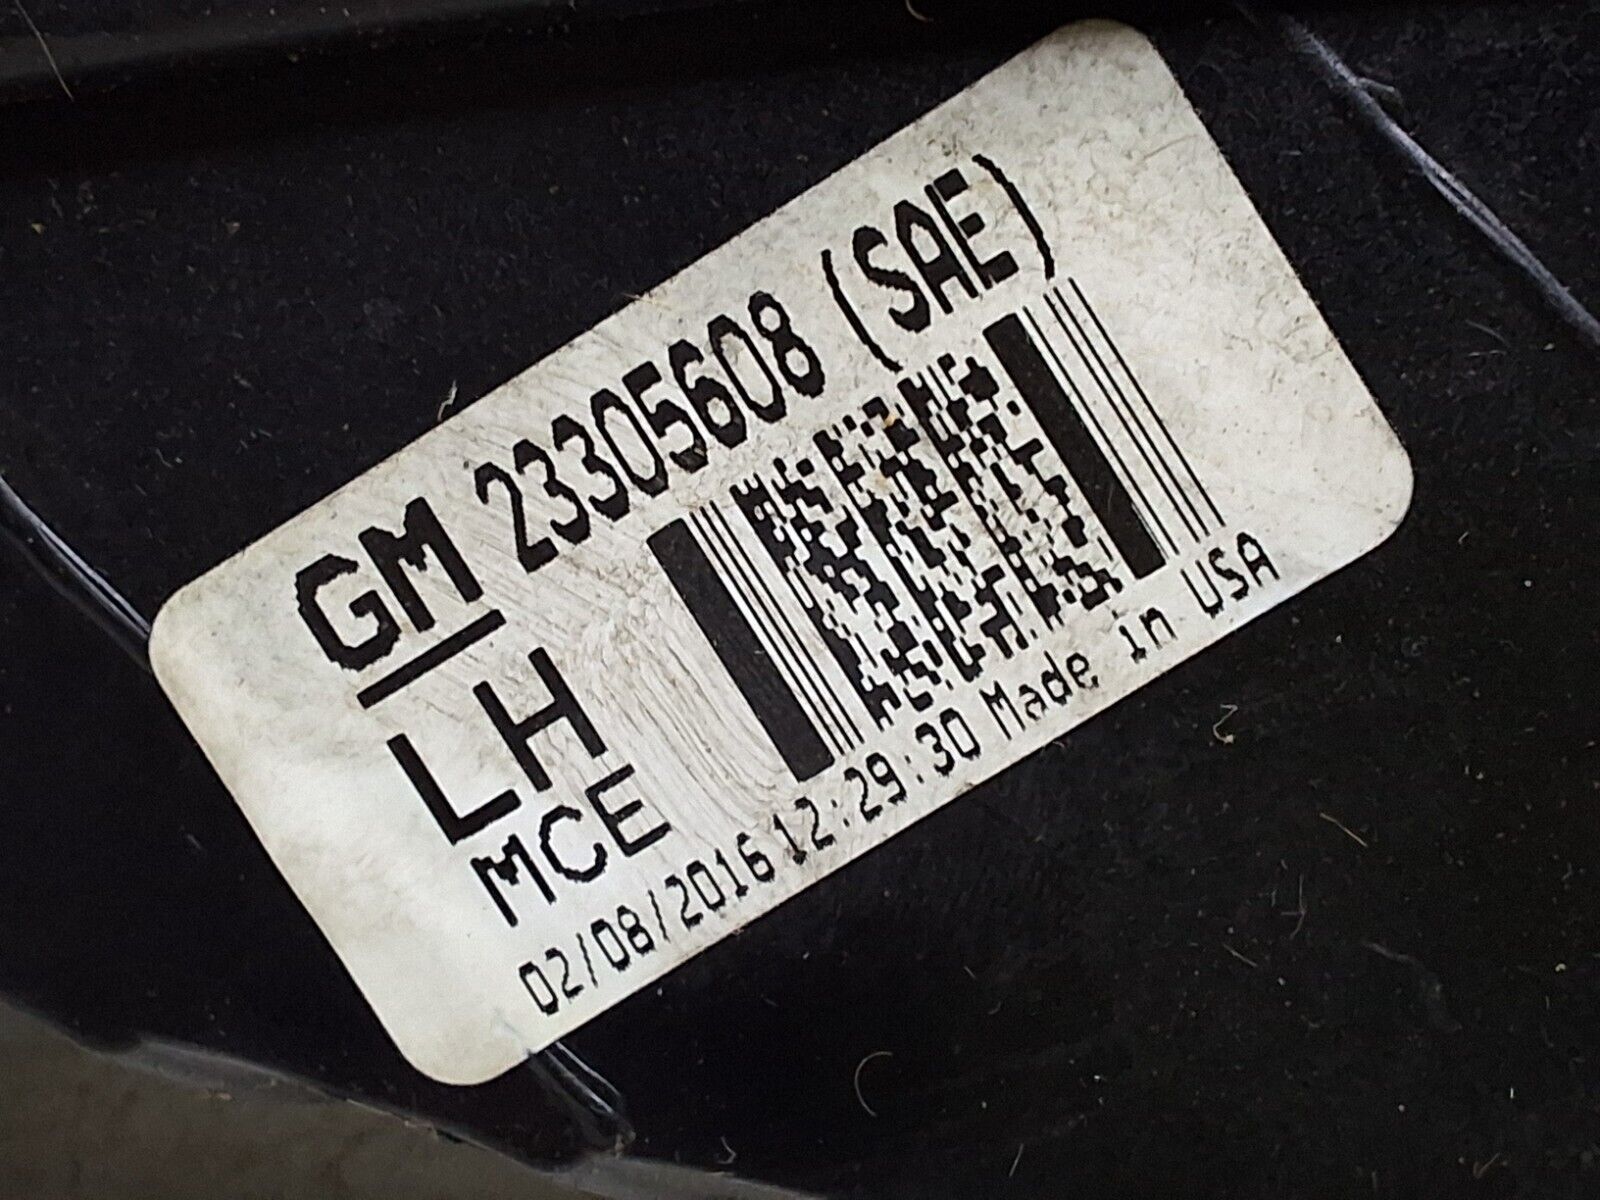 GM 23305608 (SAE)
LH
MCE
02/08/2016 12:29:30 Made in USA